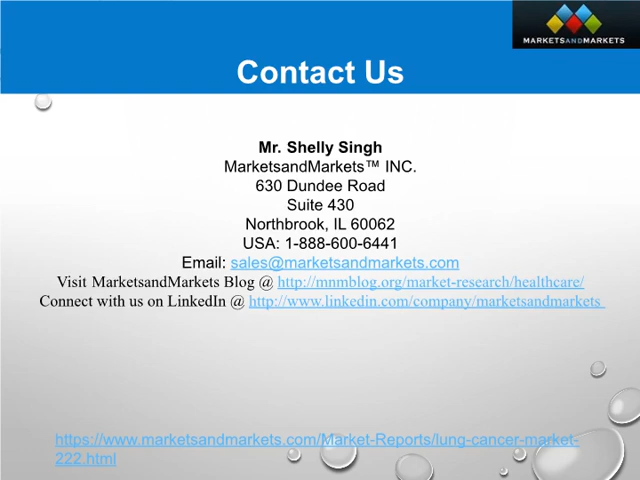 MARKETSANDMARKETS
Contact Us
Mr. Shelly Singh
MarketsandMarkets™ INC.
630 Dundee Road
Suite 430
Northbrook, IL 60062
USA: 1-888-600-6441
Email: sales@marketsandmarkets.com
Visit MarketsandMarkets Blog @ http://mnmblog.org/market-research/healthcare/
Connect with us on LinkedIn @ http://www.linkedin.com/company/marketsandmarkets
https://www.marketsandmarkets.com/Market-Reports/lung-cancer-market-
222.html